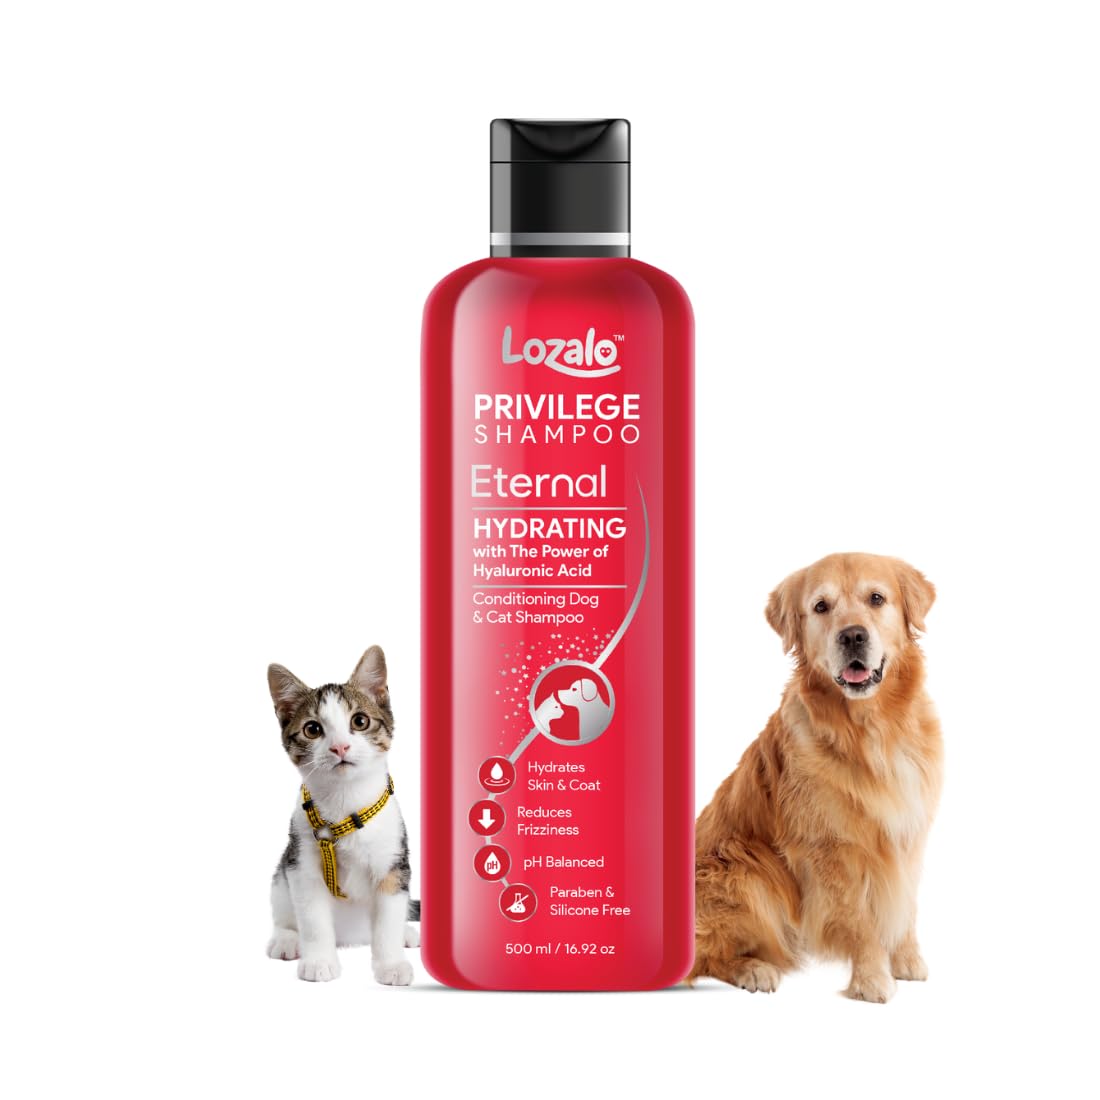 Lozalo™
PRIVILEGE
SHAMPOO
Eternal
HYDRATING
with The Power of
Hyaluronic Acid
Conditioning Dog
& Cat Shampoo
Hydrates
Skin & Coat
Reduces
Frizziness
pH
pH Balanced
Paraben &
Silicone Free
500 ml / 16.92 oz